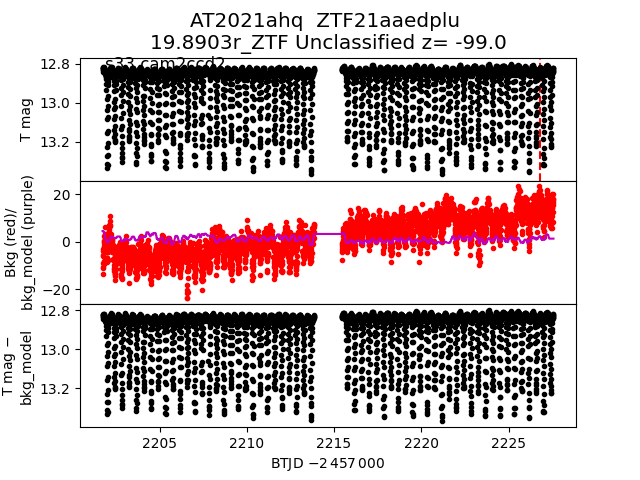 AT2021ahq ZTF21aaedplu
19.8903r_ZTF Unclassified z= -99.0
s33 cam2ccd2
12.8
13.0
13.2
T mag
20
0
−20
Bkg (red)/
bkg_model (purple)
12.8
13.0
13.2
T mag −
bkg_model
2205 2210 2215 2220 2225
BTJD −2 457 000